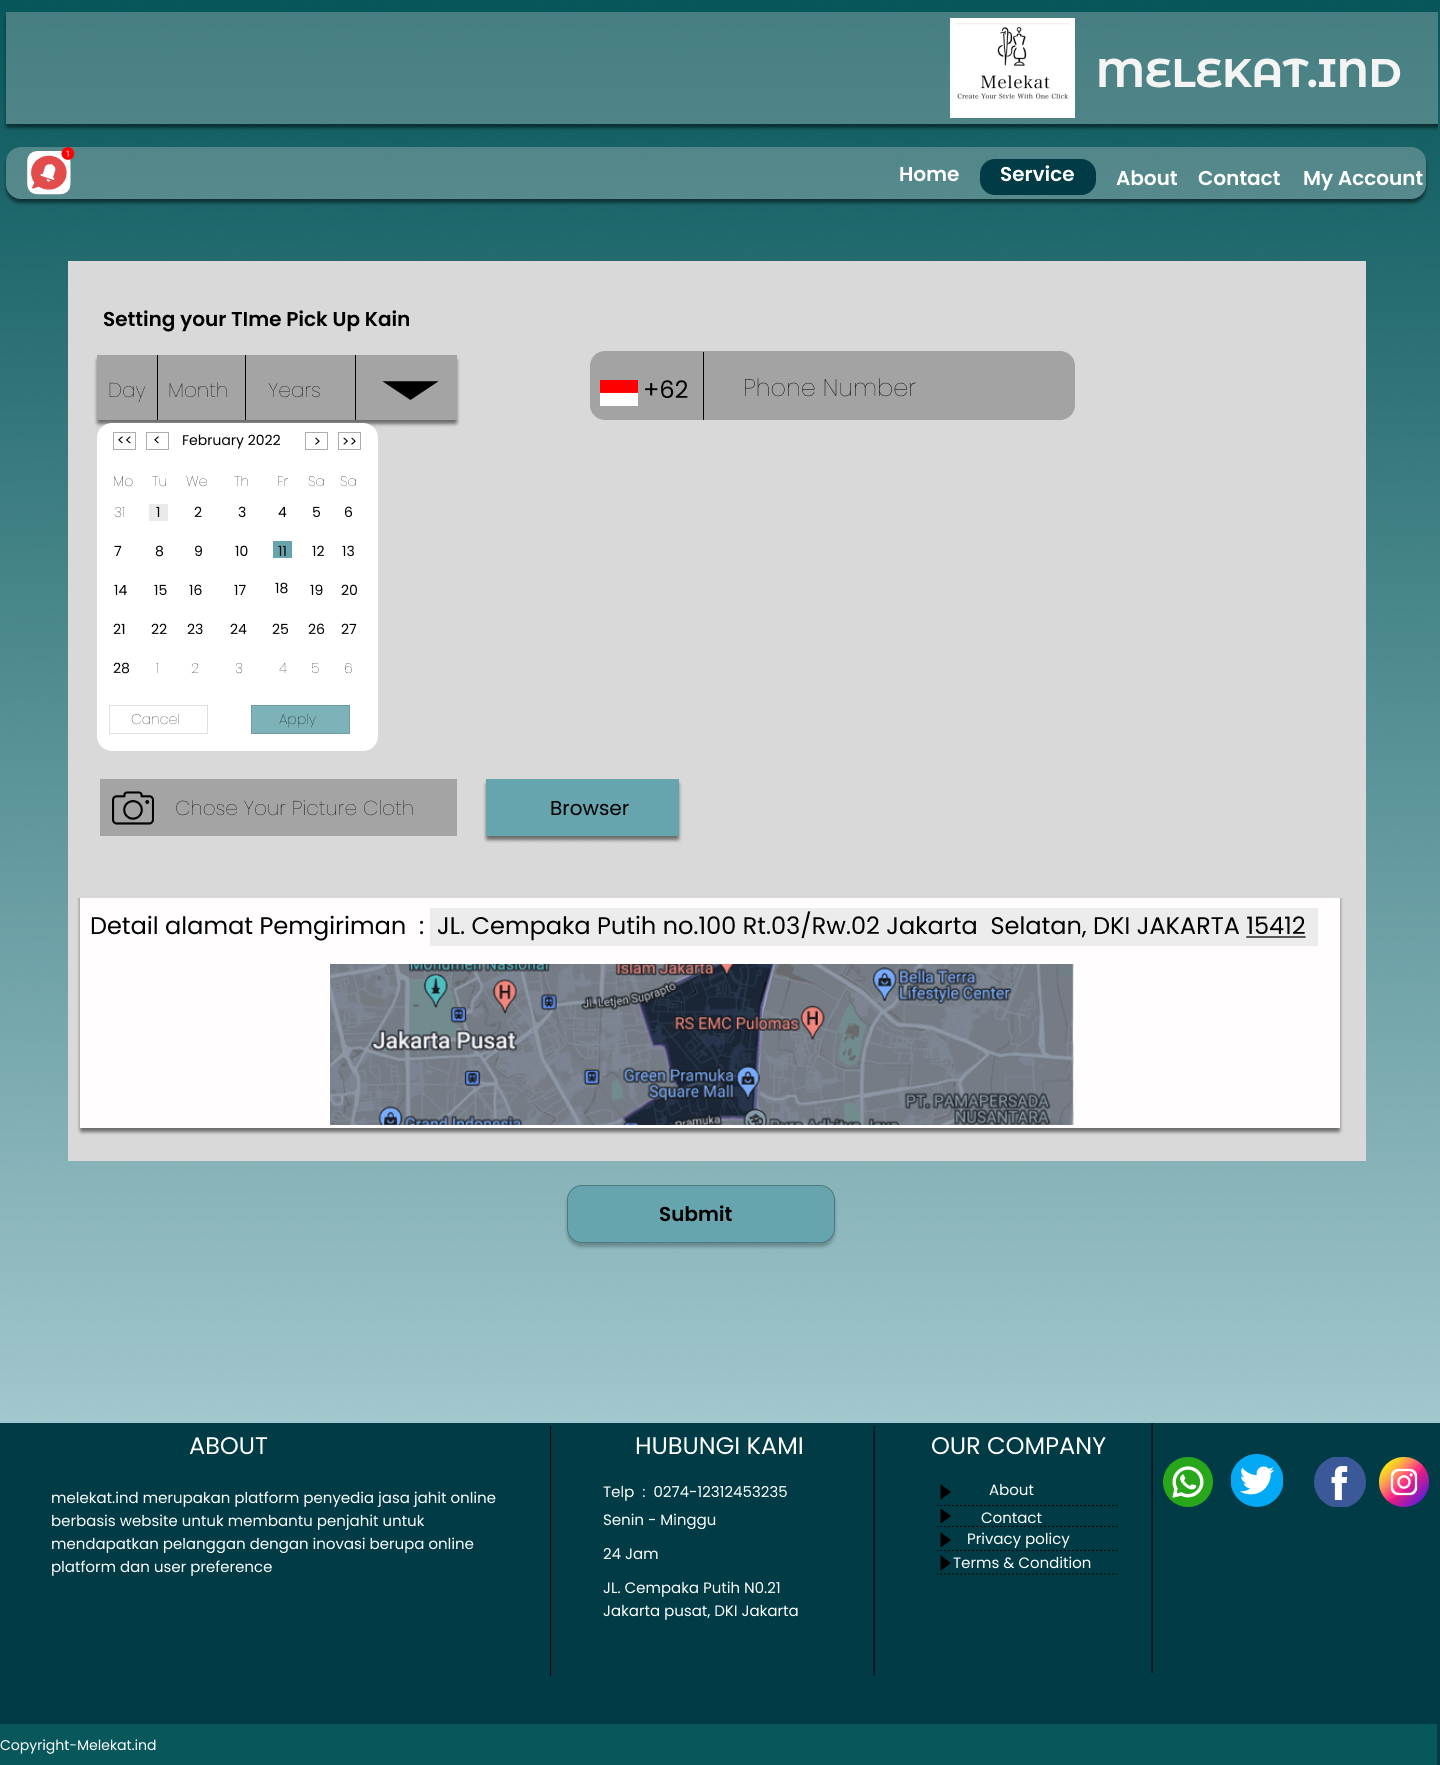 Melekat
Create Your Style With One Click
MELEKAT.IND
1
Home
Service
About
Contact
My Account
Setting your TIme Pick Up Kain
Day
Month
Years
+62
Phone Number
<<
<
February 2022
>
>>
Mo Tu We Th Fr Sa Sa
31 1 2 3 4 5 6
7 8 9 10 11 12 13
14 15 16 17 18 19 20
21 22 23 24 25 26 27
28 1 2 3 4 5 6
Cancel
Apply
Chose Your Picture Cloth
Browser
Detail alamat Pemgiriman : JL. Cempaka Putih no.100 Rt.03/Rw.02 Jakarta Selatan, DKI JAKARTA 15412
Monumen Nasional
Islam Jakarta
Bella Terra
Lifestyle Center
Jl. Letjen Suprapto
H
RS EMC Pulomas
H
Jakarta Pusat
Green Pramuka
Square Mall
PT. PAMAPERSADA
NUSANTARA
Grand Indonesia
Pramuka
Submit
ABOUT
melekat.ind merupakan platform penyedia jasa jahit online
berbasis website untuk membantu penjahit untuk
mendapatkan pelanggan dengan inovasi berupa online
platform dan user preference
HUBUNGI KAMI
Telp : 0274-12312453235
Senin - Minggu
24 Jam
JL. Cempaka Putih N0.21
Jakarta pusat, DKI Jakarta
OUR COMPANY
About
Contact
Privacy policy
Terms & Condition
Copyright-Melekat.ind